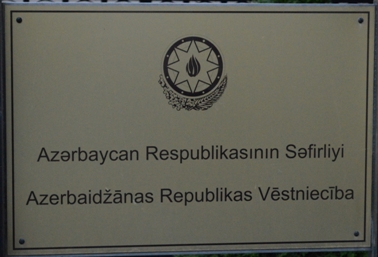 Azərbaycan Respublikasının Səfirliyi
Azerbaidžānas Republikas Vēstniecība